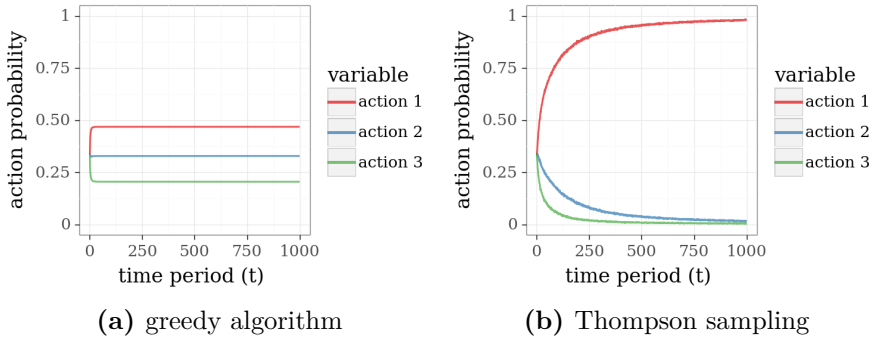 1
0.75
0.50
0.25
0
action probability
0 250 500 750 1000
time period (t)
variable
action 1
action 2
action 3
(a) greedy algorithm
1
0.75
0.50
0.25
0
action probability
0 250 500 750 1000
time period (t)
variable
action 1
action 2
action 3
(b) Thompson sampling